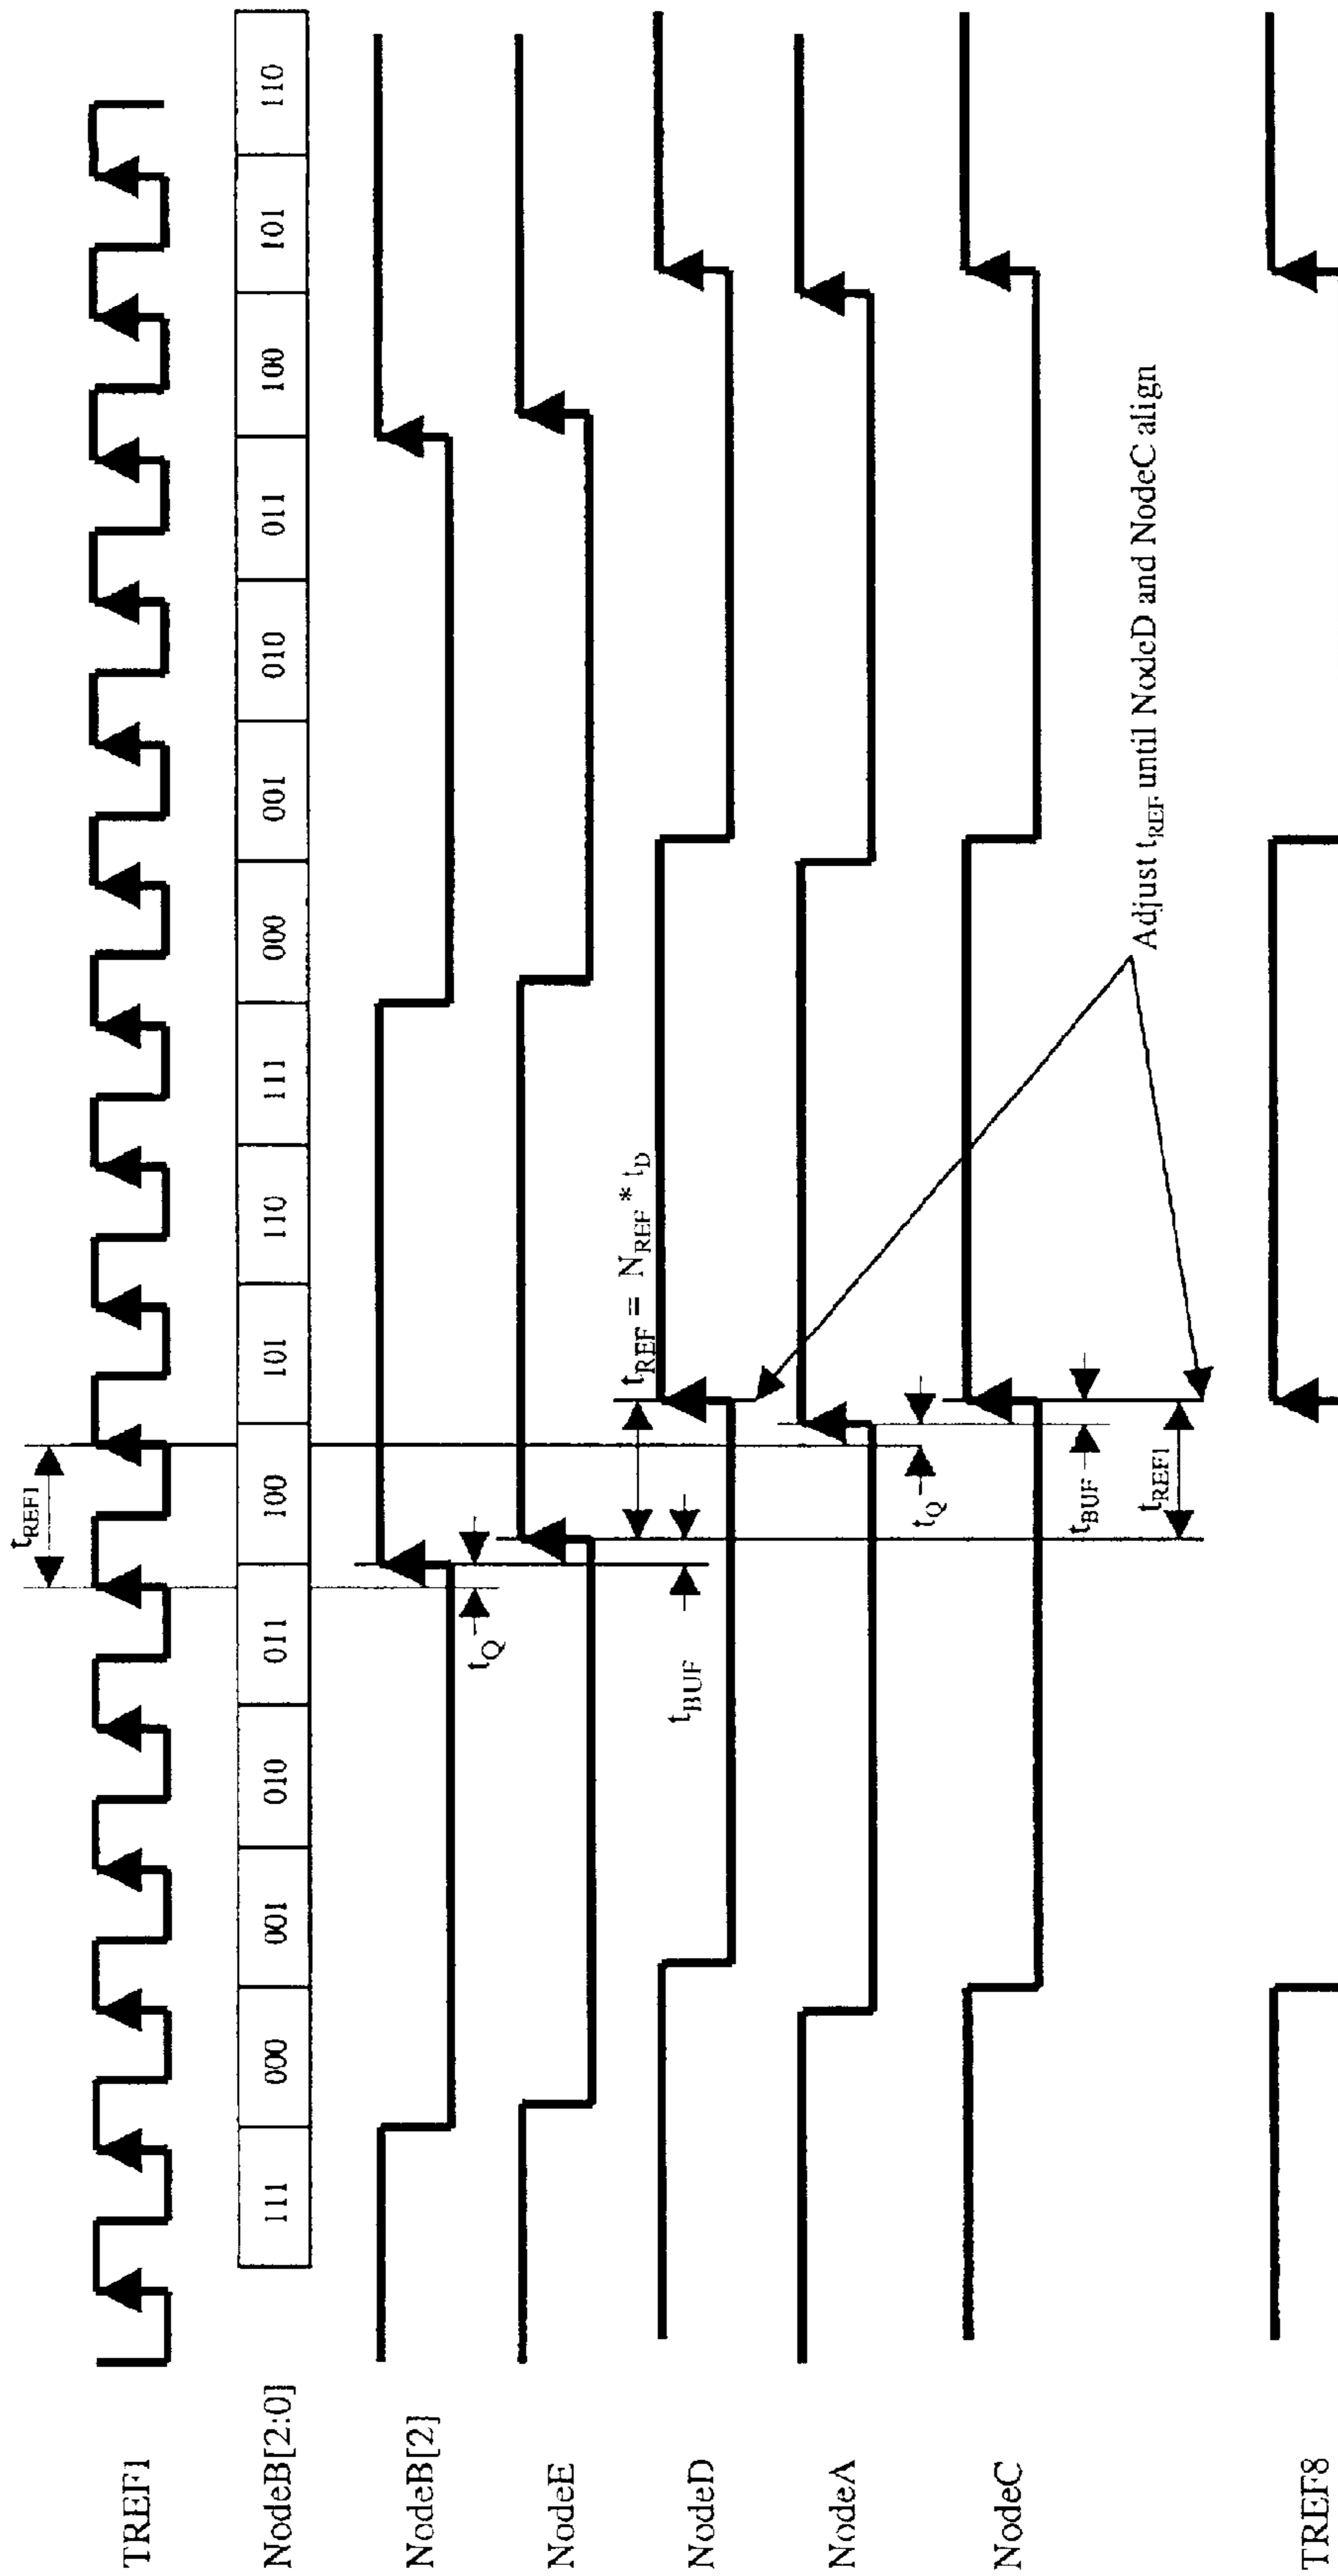 TREF1
tREF1
NodeB[2:0]
111
000
001
010
011
100
101
110
111
000
001
010
011
100
101
110
NodeB[2]
tQ
NodeE
tBUF
tREF = NREF * tD
NodeD
NodeA
tQ
NodeC
tBUF
tREF1
Adjust tREF until NodeD and NodeC align
TREF8